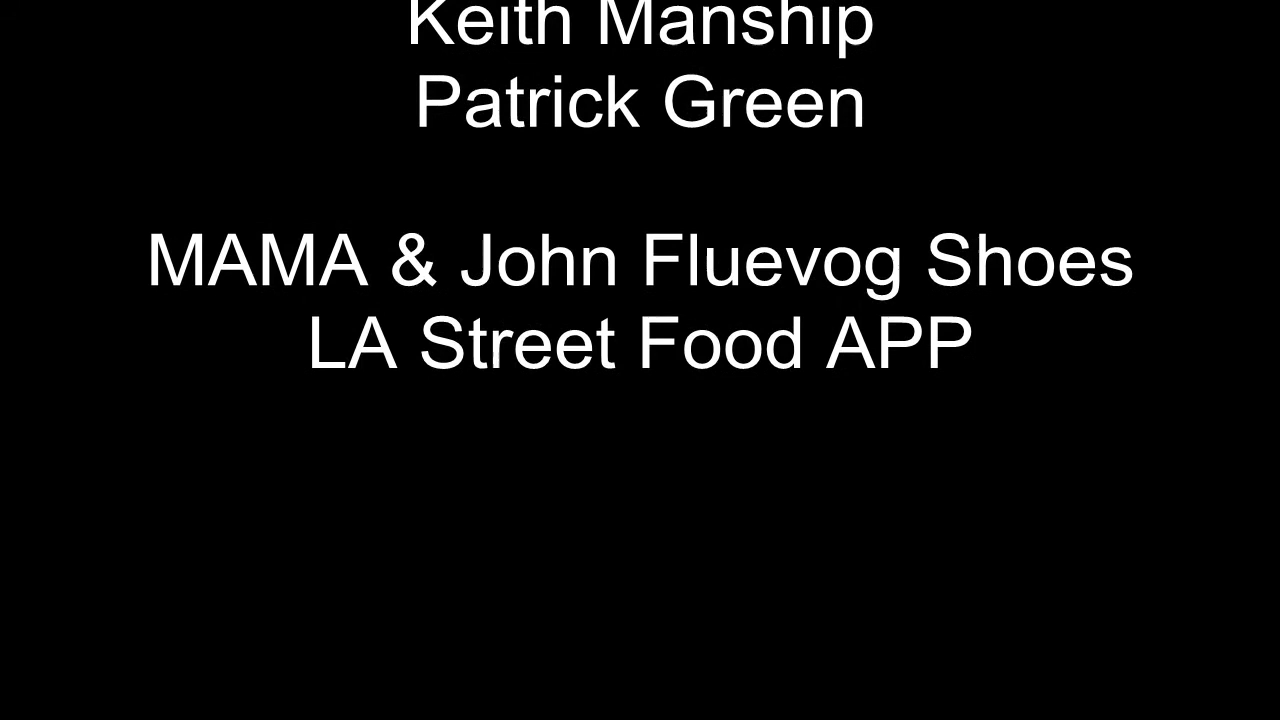 Keith Manship
Patrick Green
MAMA & John Fluevog Shoes
LA Street Food APP